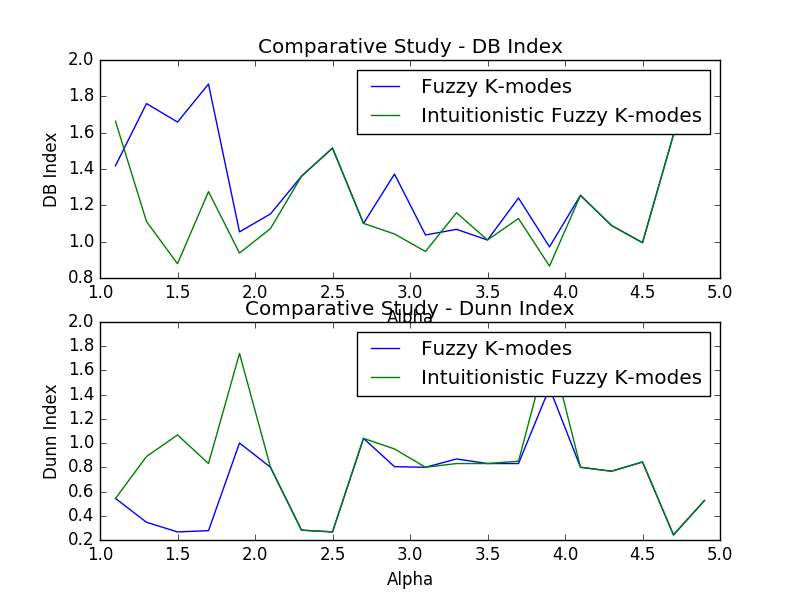 Comparative Study - DB Index
2.0
1.8
1.6
1.4
1.2
1.0
0.8
DB Index
Fuzzy K-modes
Intuitionistic Fuzzy K-modes
1.0 1.5 2.0 2.5 3.0 3.5 4.0 4.5 5.0
Alpha
Comparative Study - Dunn Index
2.0
1.8
1.6
1.4
1.2
1.0
0.8
0.6
0.4
0.2
Dunn Index
Fuzzy K-modes
Intuitionistic Fuzzy K-modes
1.0 1.5 2.0 2.5 3.0 3.5 4.0 4.5 5.0
Alpha